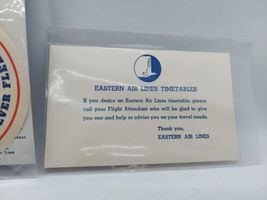 EVER FLE
EASTERN AIR LINES TIMETABLES
If you desire an Eastern Air Lines timetable, please
call your Flight Attendant who will be glad to give
you one and help or advise you on your travel needs.
Thank you.
EASTERN AIR LINES